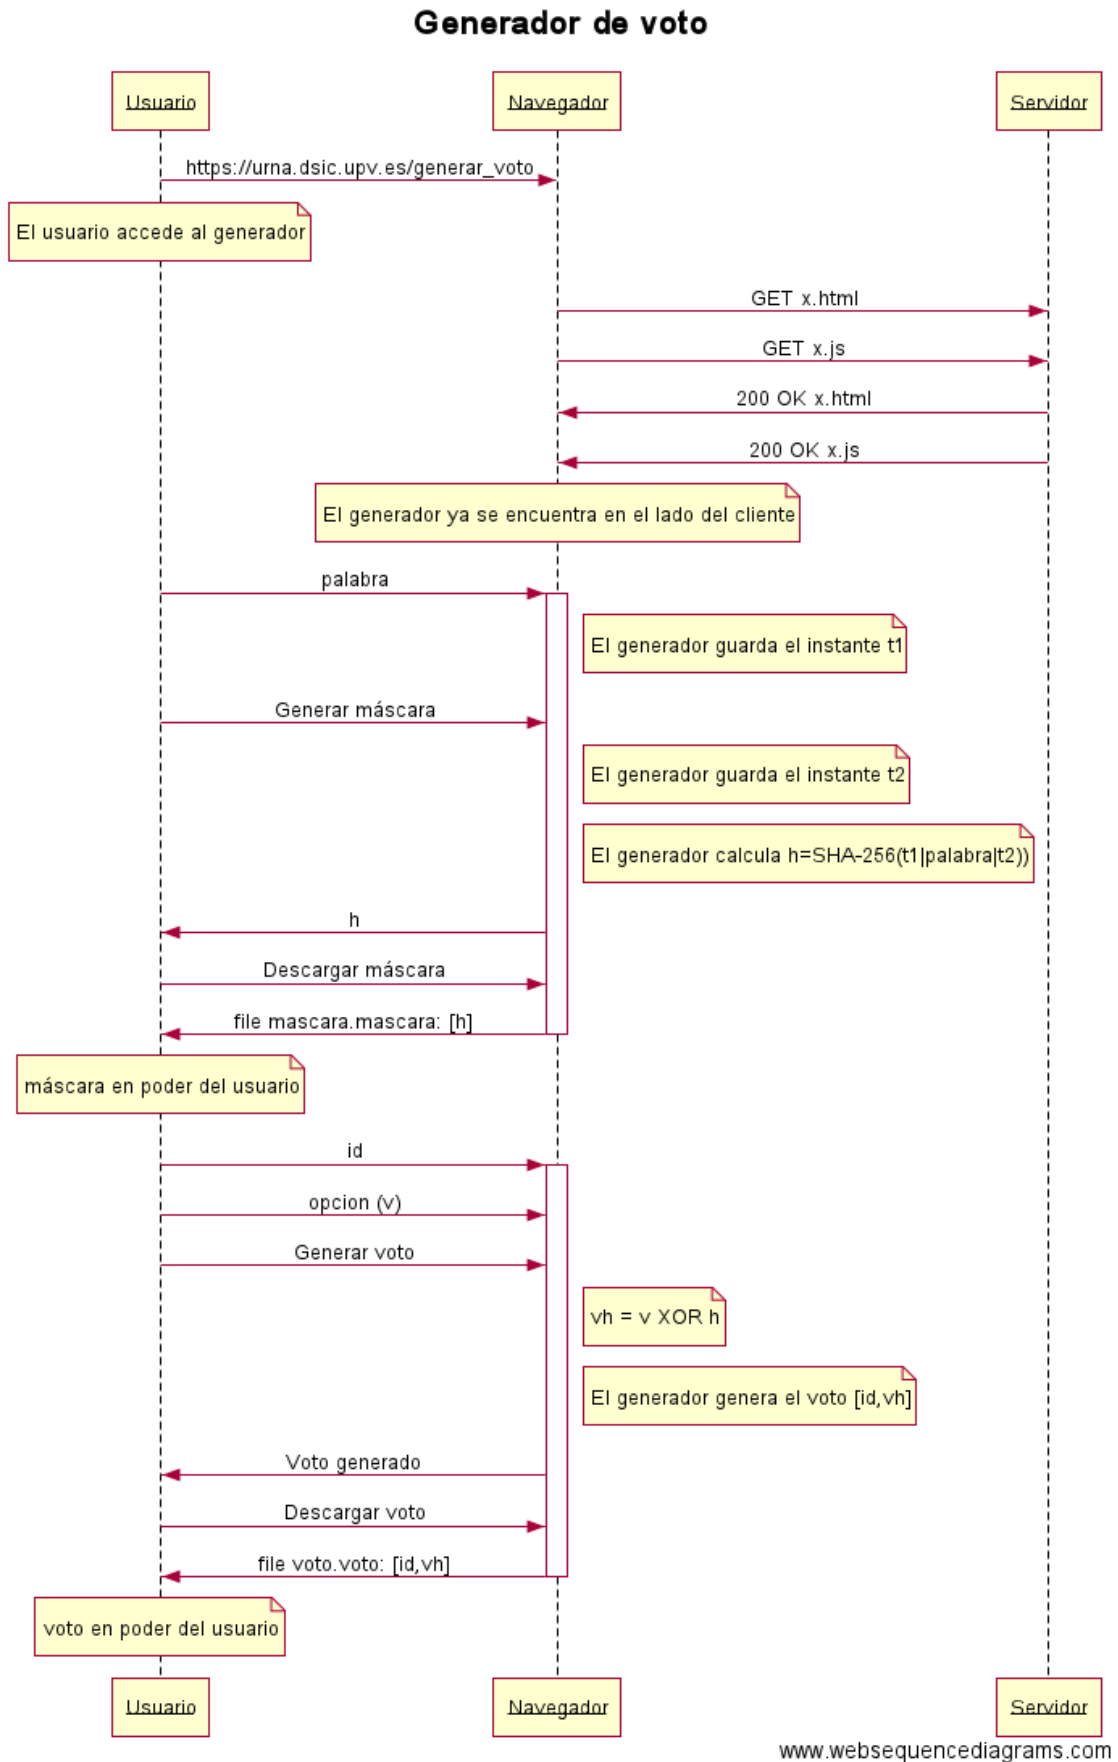 Generador de voto
Usuario
Navegador
Servidor
https://urna.dsic.upv.es/generar_voto
El usuario accede al generador
GET x.html
GET x.js
200 OK x.html
200 OK x.js
El generador ya se encuentra en el lado del cliente
palabra
El generador guarda el instante t1
Generar máscara
El generador guarda el instante t2
El generador calcula h=SHA-256(t1|palabra|t2))
h
Descargar máscara
file mascara.mascara: [h]
máscara en poder del usuario
id
opcion (v)
Generar voto
vh = v XOR h
El generador genera el voto [id,vh]
Voto generado
Descargar voto
file voto.voto: [id,vh]
voto en poder del usuario
Usuario
Navegador
Servidor
www.websequencediagrams.com